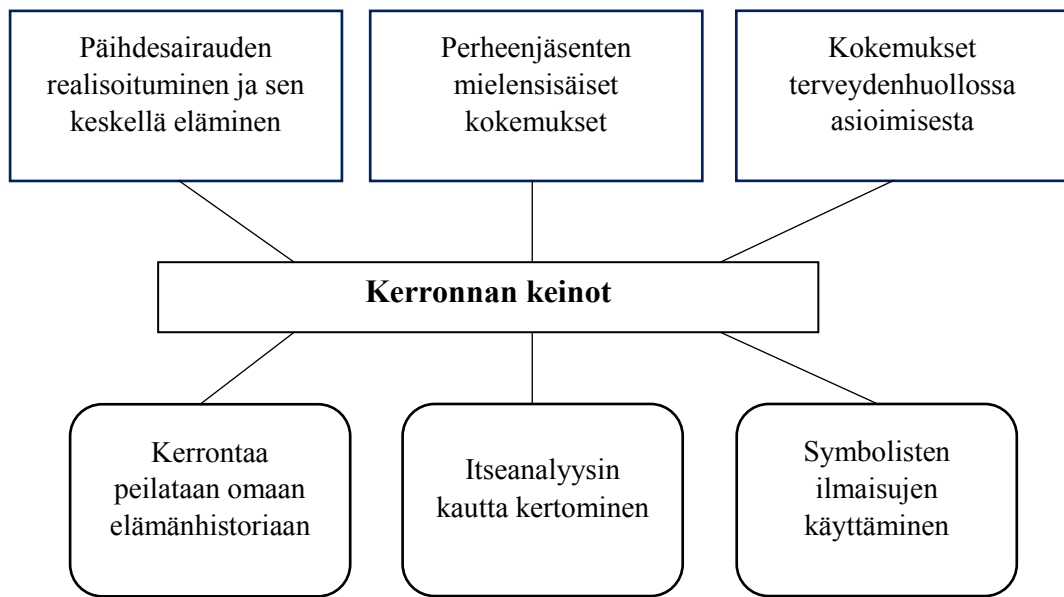 Päihdesairauden
realisoituminen ja sen
keskellä eläminen
Perheenjäsenten
mielensisäiset
kokemukset
Kokemukset
terveydenhuollossa
asioimisesta
Kerronnan keinot
Kerrontaa
peilataan omaan
elämänhistoriaan
Itseanalyysin
kautta kertominen
Symbolisten
ilmaisujen
käyttäminen